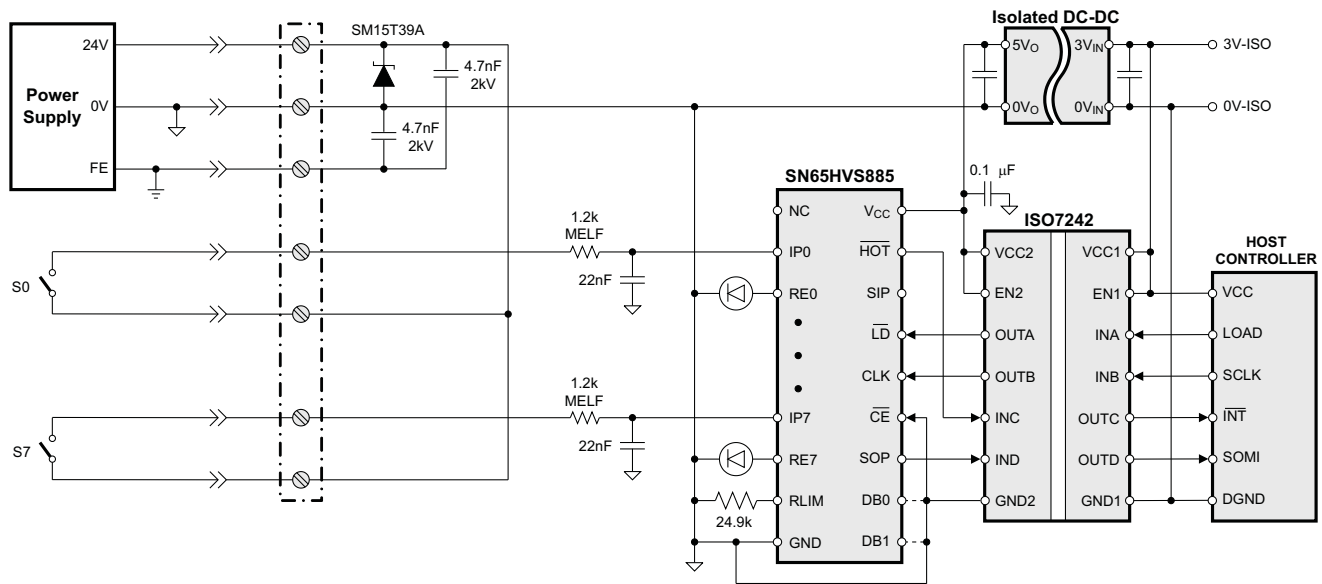 Power
Supply
24V
0V
FE
SM15T39A
4.7nF
2kV
4.7nF
2kV
Isolated DC-DC
5VO
3VIN
0VO
0VIN
3V-ISO
0V-ISO
0.1 μF
S0
S7
1.2k
MELF
22nF
1.2k
MELF
22nF
24.9k
SN65HVS885
NC
IP0
RE0
IP7
RE7
RLIM
GND
VCC
HOT
SIP
LD
CLK
CE
SOP
DB0
DB1
ISO7242
VCC2
EN2
OUTA
OUTB
INC
IND
GND2
VCC1
EN1
INA
INB
OUTC
OUTD
GND1
HOST
CONTROLLER
VCC
LOAD
SCLK
INT
SOMI
DGND